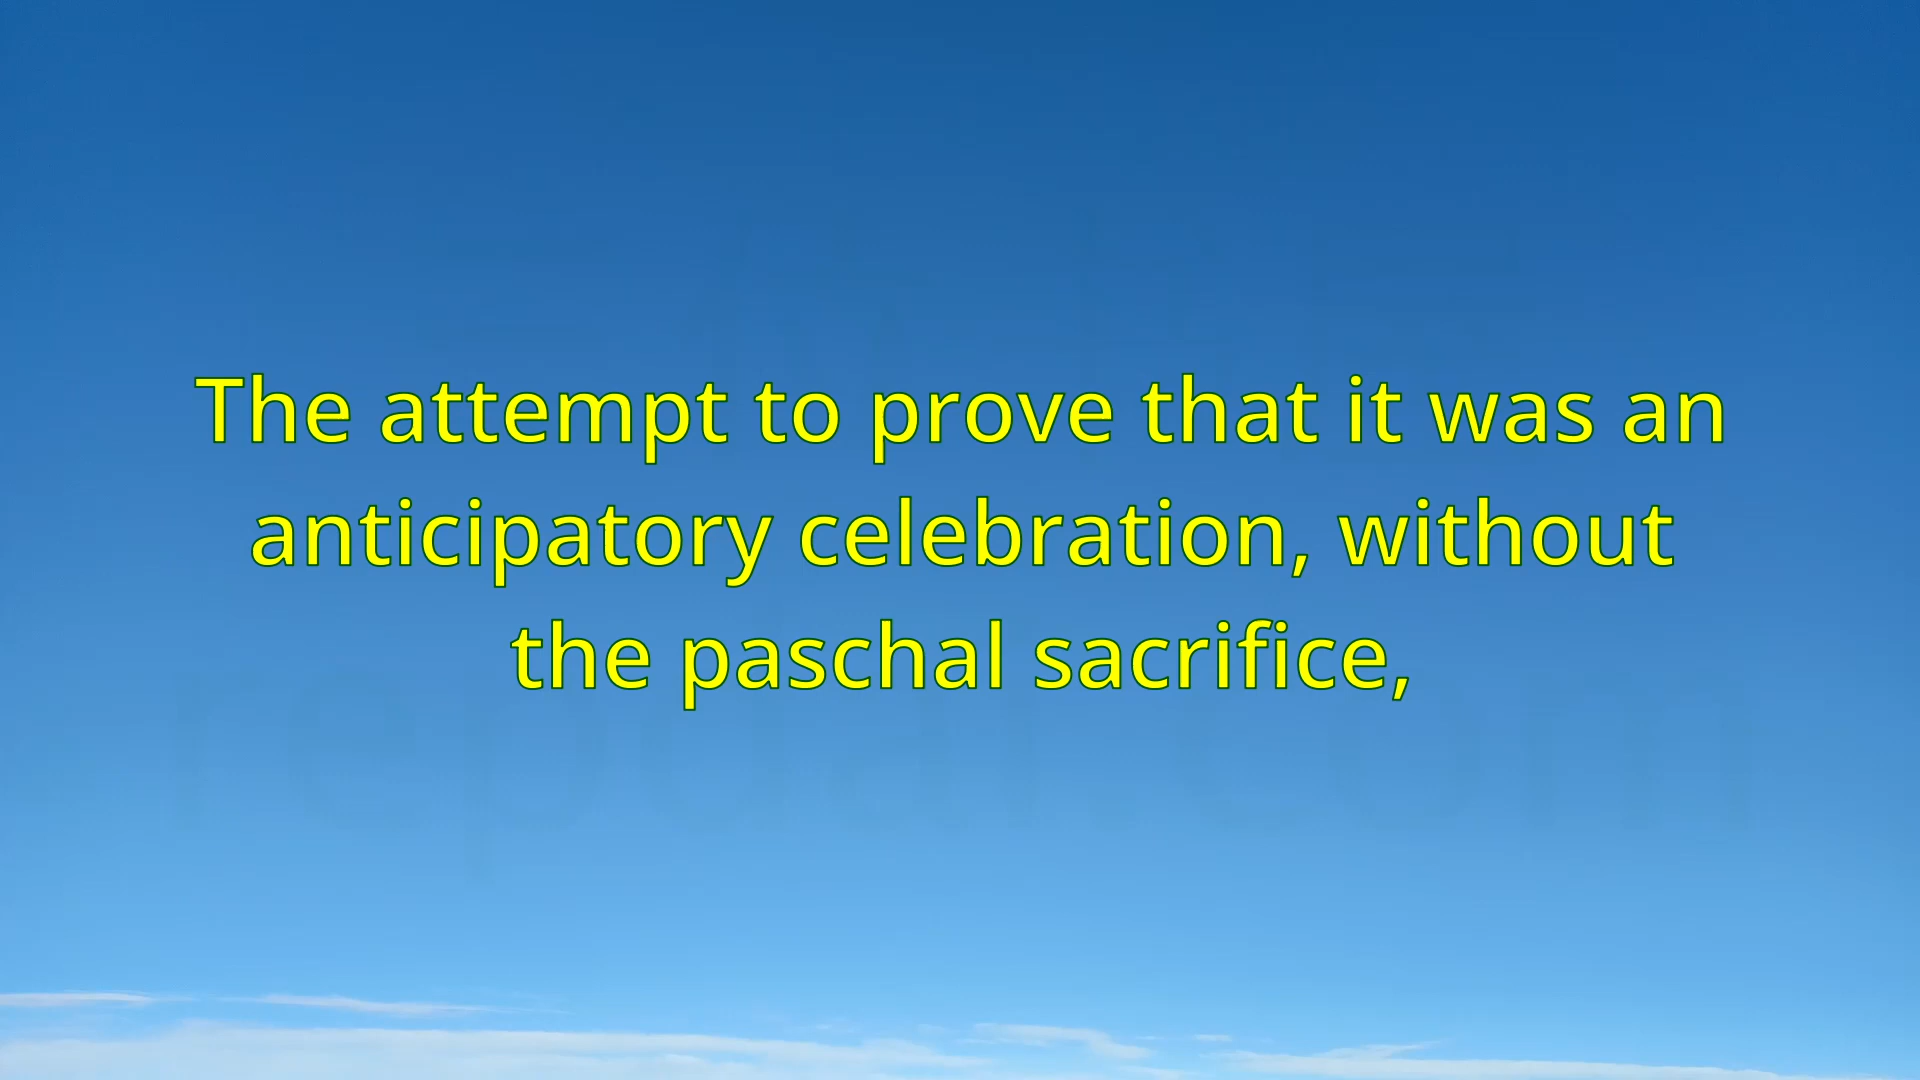 The attempt to prove that it was an
anticipatory celebration, without
the paschal sacrifice,